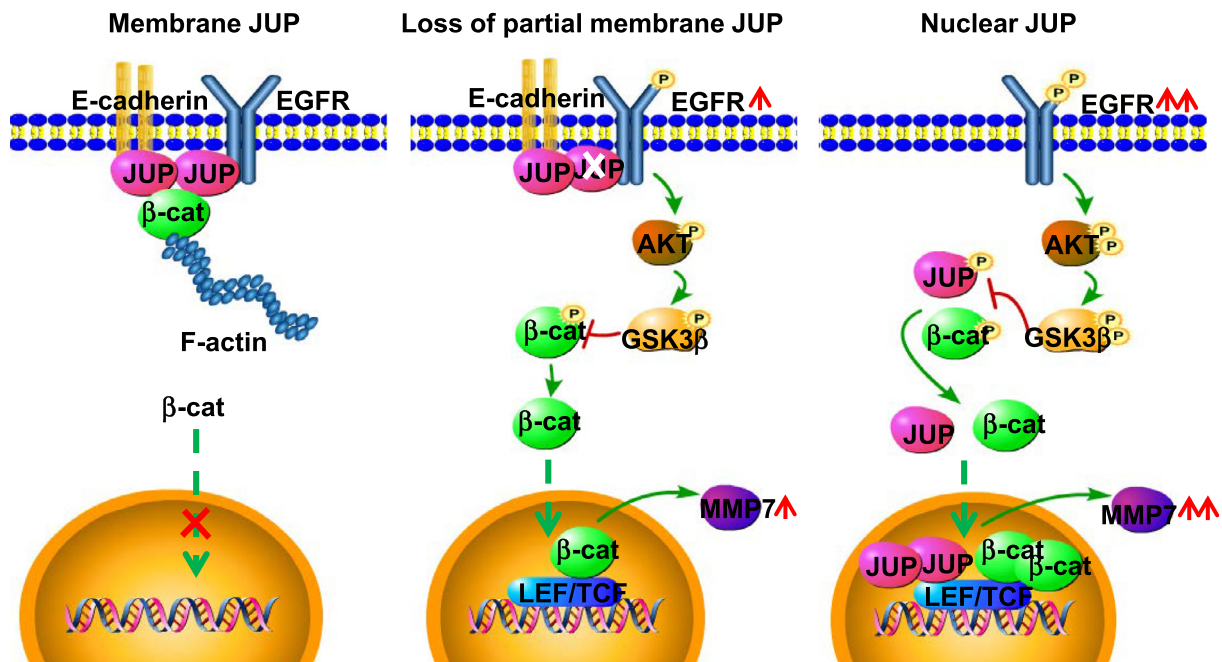 Membrane JUP
E-cadherin
EGFR
JUP
JUP
β-cat
F-actin
β-cat
Loss of partial membrane JUP
P
E-cadherin
EGFR
JUP
JUP
AKT
P
P
β-cat
P
GSK3β
β-cat
MMP7
β-cat
LEF/TCF
Nuclear JUP
P
P
EGFR
P
AKT
P
P
JUP
P
β-cat
P
GSK3β
P
JUP
β-cat
MMP7
JUP
JUP
β-cat
β-cat
LEF/TCF